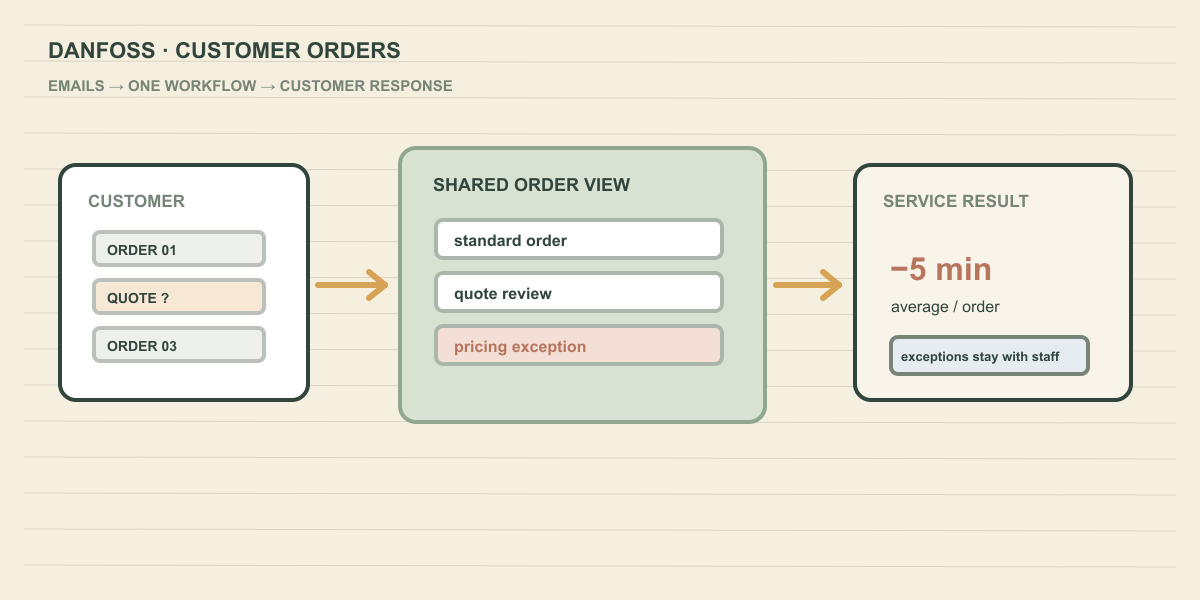 DANFOSS · CUSTOMER ORDERS
EMAILS → ONE WORKFLOW → CUSTOMER RESPONSE
CUSTOMER
ORDER 01
QUOTE ?
ORDER 03
SHARED ORDER VIEW
standard order
quote review
pricing exception
SERVICE RESULT
−5 min
average / order
exceptions stay with staff